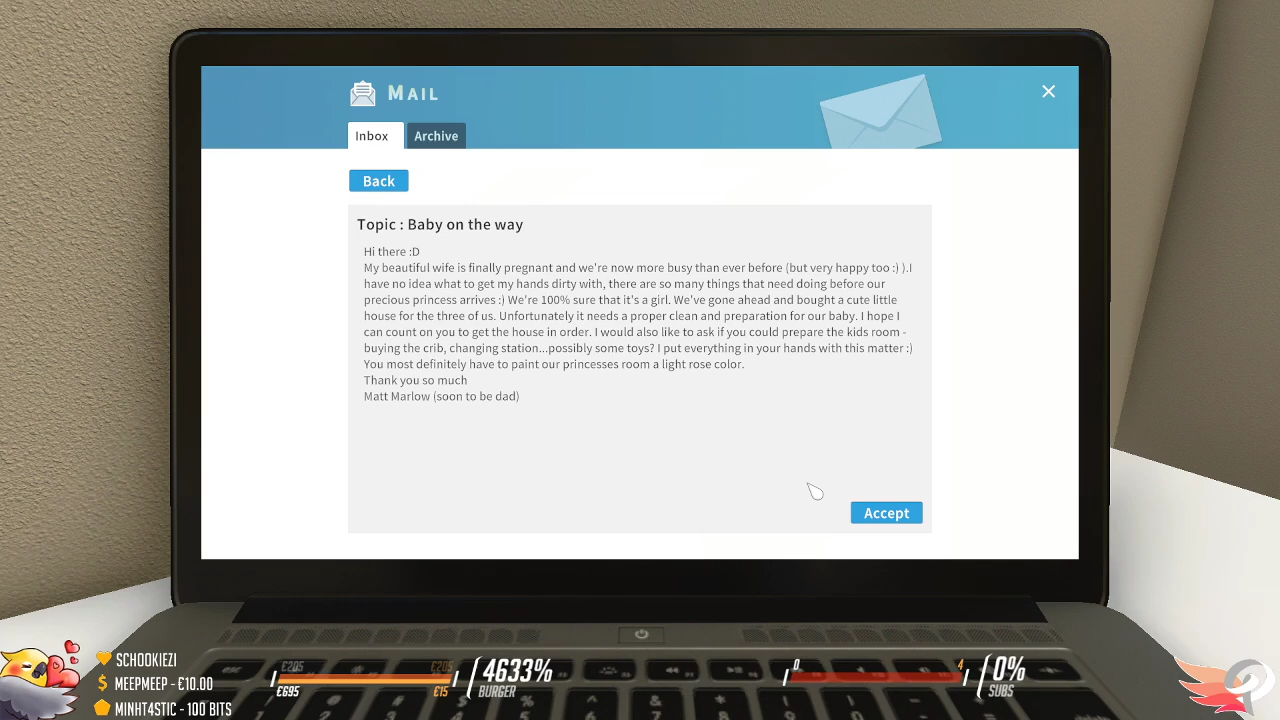 MAIL
Inbox
Archive
Back
Topic : Baby on the way
Hi there :D
My beautiful wife is finally pregnant and we're now more busy than ever before (but very happy too :) ).I
have no idea what to get my hands dirty with, there are so many things that need doing before our
precious princess arrives :) We're 100% sure that it's a girl. We've gone ahead and bought a cute little
house for the three of us. Unfortunately it needs a proper clean and preparation for our baby. I hope I
can count on you to get the house in order. I would also like to ask if you could prepare the kids room -
buying the crib, changing station...possibly some toys? I put everything in your hands with this matter :)
You most definitely have to paint our princesses room a light rose color.
Thank you so much
Matt Marlow (soon to be dad)
Accept
SCHOOKIEZI
MEEPMEEP - €10.00
MINHT4STIC - 100 BITS
€205
€205
€695
€15
4633%
BURGER
0
4
0%
SUBS
esc